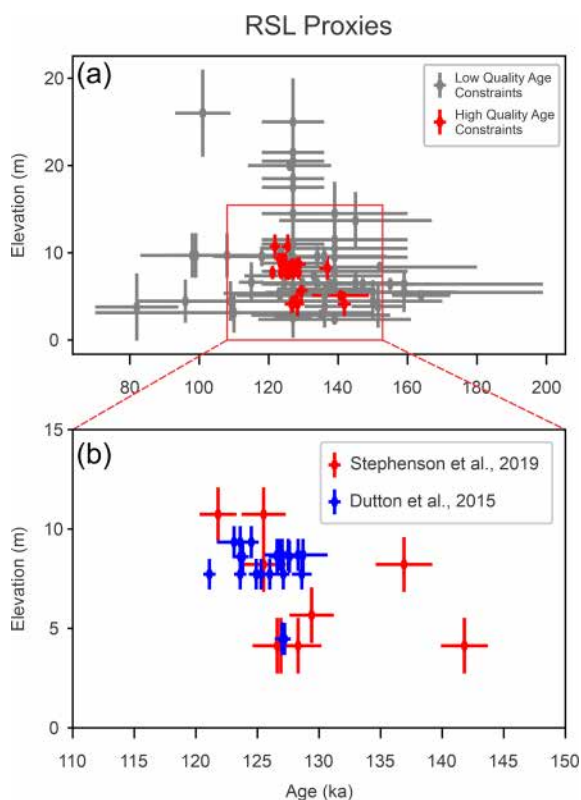 RSL Proxies
(a)
Low Quality Age
Constraints
High Quality Age
Constraints
Elevation (m)
20
20
10
0
80
100
120
140
160
180
200
(b)
Stephenson et al., 2019
Dutton et al., 2015
Elevation (m)
15
10
5
0
110
115
120
125
130
135
140
145
150
Age (ka)